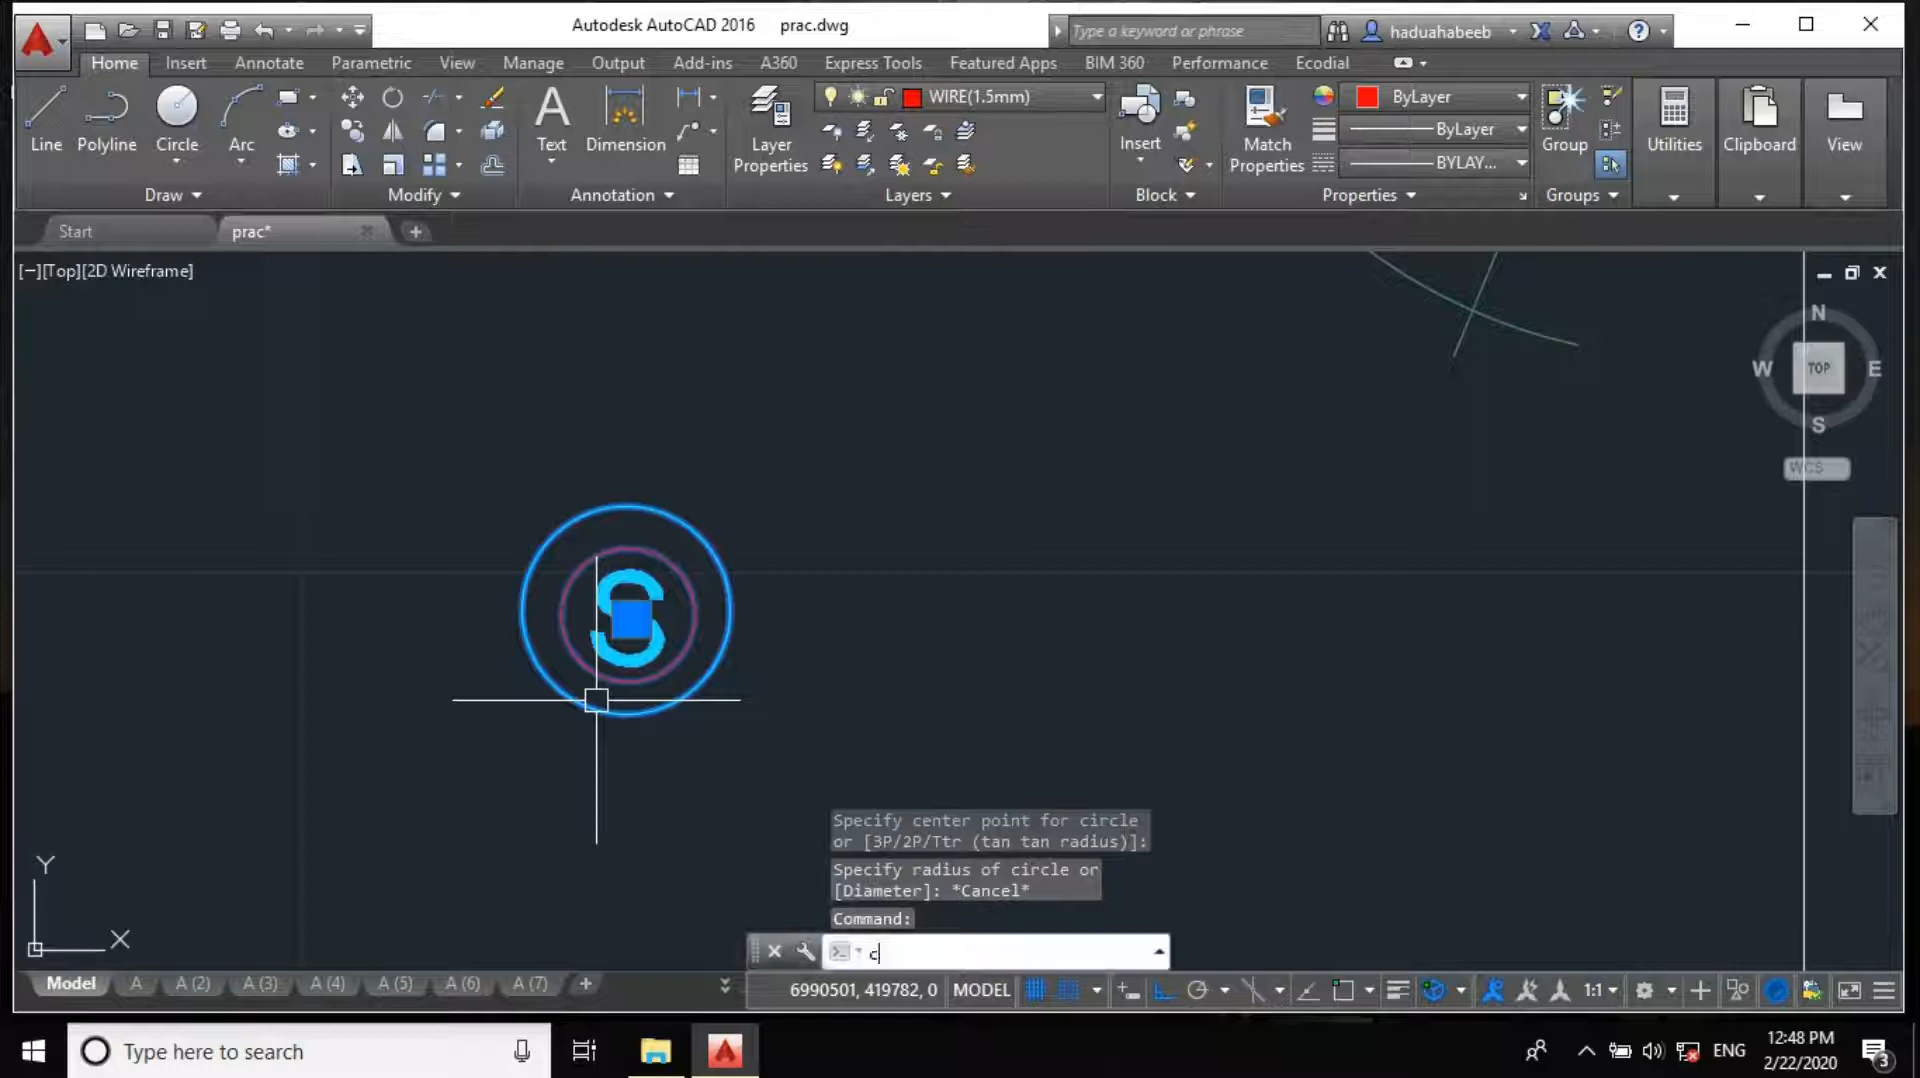 Autodesk AutoCAD 2016 prac.dwg
Type a keyword or phrase
haduahabeeb
Home Insert Annotate Parametric View Manage Output Add-ins A360 Express Tools Featured Apps BIM 360 Performance Ecodial
WIRE(1.5mm)
ByLayer
ByLayer
BYLAY...
Line Polyline Circle Arc
Text Dimension
Layer
Properties
Insert
Match
Properties
Group
Utilities
Clipboard
View
Draw Modify Annotation Layers Block Properties Groups
Start prac*
[−][Top][2D Wireframe]
N
W TOP E
S
WCS
S
Specify center point for circle
or [3P/2P/Ttr (tan tan radius)]:
Specify radius of circle or
[Diameter]: *Cancel*
Command:
c
Y
X
Model A A (2) A (3) A (4) A (5) A (6) A (7)
6990501, 419782, 0 MODEL 1:1
Type here to search
ENG
12:48 PM
2/22/2020
3